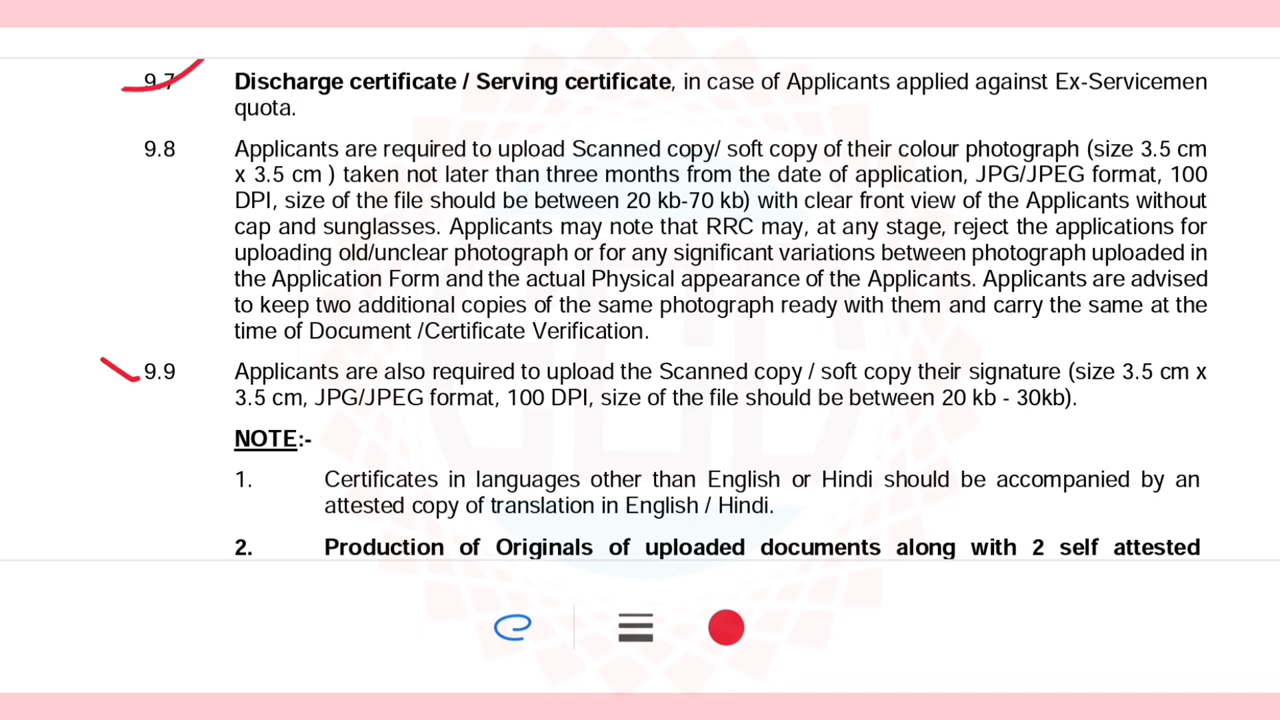 9.7 Discharge certificate / Serving certificate, in case of Applicants applied against Ex-Servicemen
quota.
9.8 Applicants are required to upload Scanned copy/ soft copy of their colour photograph (size 3.5 cm
x 3.5 cm ) taken not later than three months from the date of application, JPG/JPEG format, 100
DPI, size of the file should be between 20 kb-70 kb) with clear front view of the Applicants without
cap and sunglasses. Applicants may note that RRC may, at any stage, reject the applications for
uploading old/unclear photograph or for any significant variations between photograph uploaded in
the Application Form and the actual Physical appearance of the Applicants. Applicants are advised
to keep two additional copies of the same photograph ready with them and carry the same at the
time of Document /Certificate Verification.
9.9 Applicants are also required to upload the Scanned copy / soft copy their signature (size 3.5 cm x
3.5 cm, JPG/JPEG format, 100 DPI, size of the file should be between 20 kb - 30kb).
NOTE:-
1. Certificates in languages other than English or Hindi should be accompanied by an
attested copy of translation in English / Hindi.
2. Production of Originals of uploaded documents along with 2 self attested